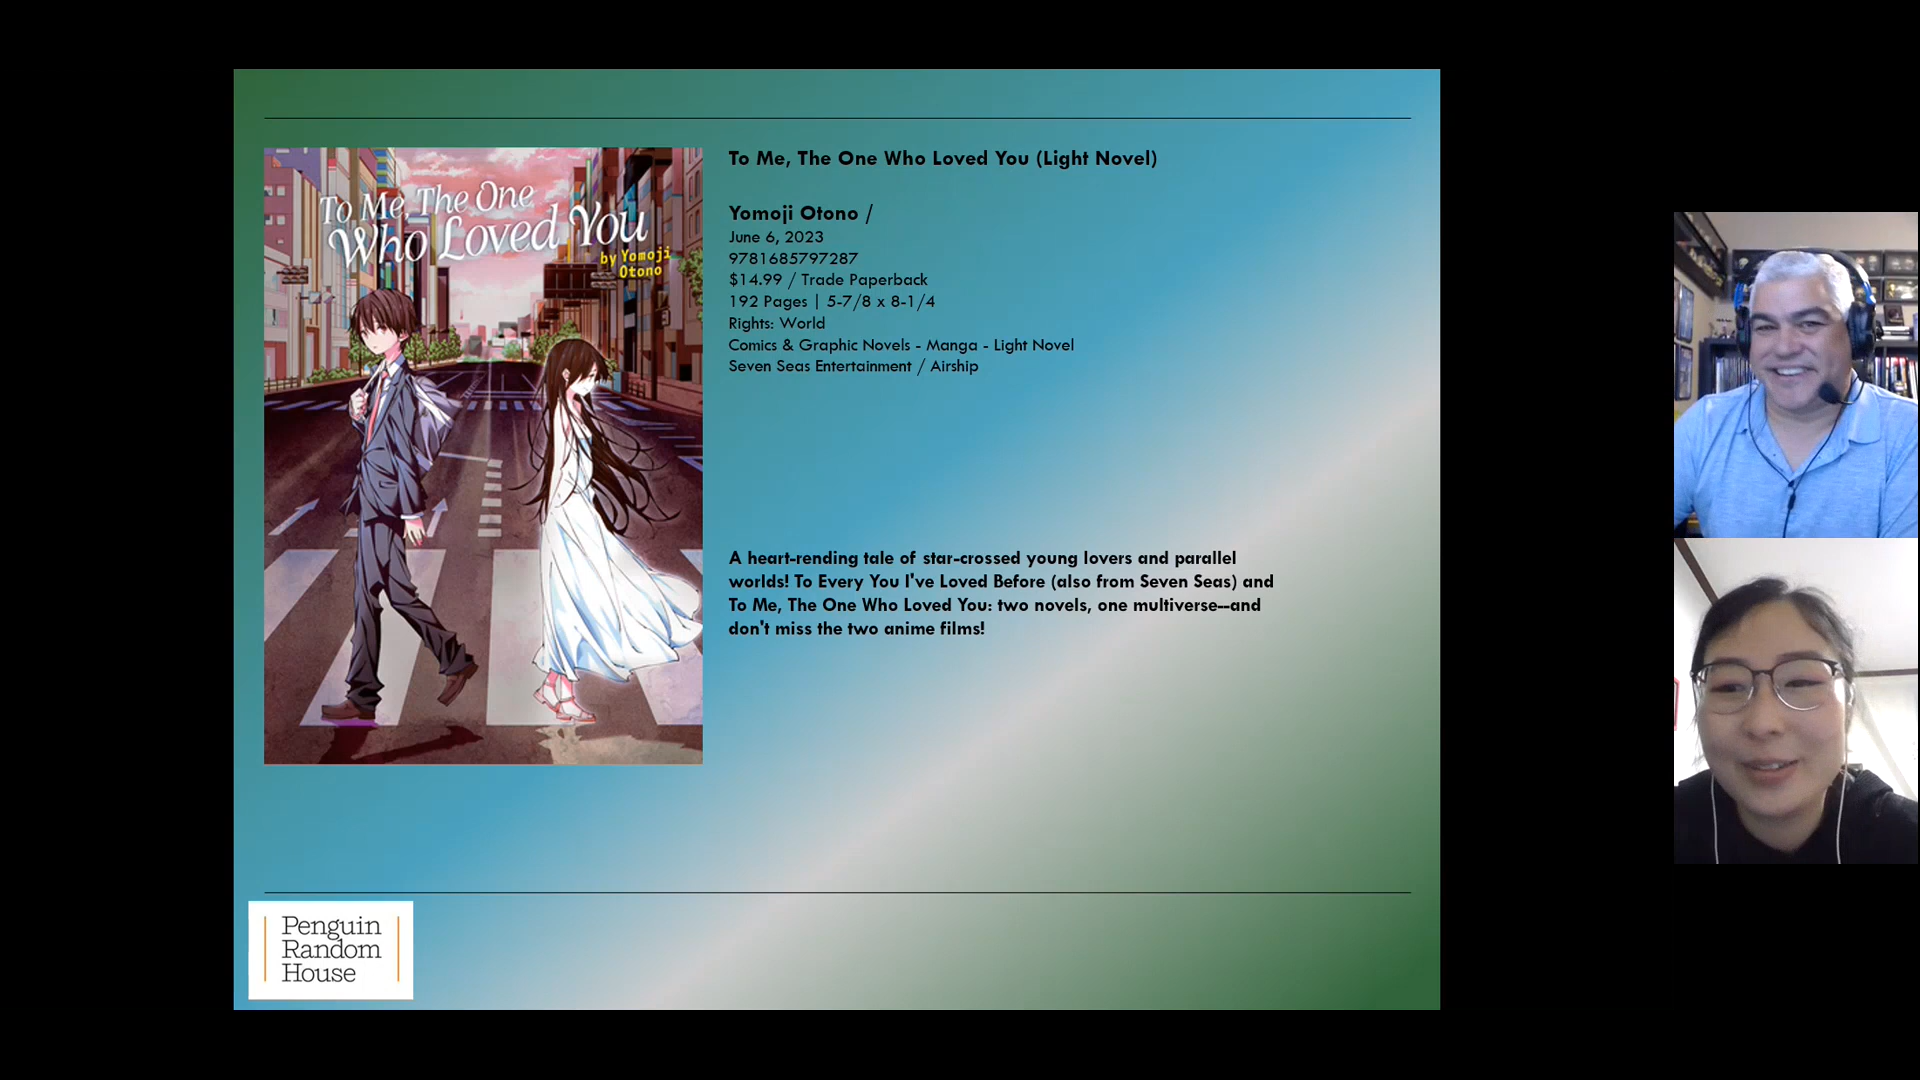 To Me, The One
Who Loved You
by Yomoji
Otono
To Me, The One Who Loved You (Light Novel)
Yomoji Otono /
June 6, 2023
9781685797287
$14.99 / Trade Paperback
192 Pages | 5-7/8 x 8-1/4
Rights: World
Comics & Graphic Novels - Manga - Light Novel
Seven Seas Entertainment / Airship
A heart-rending tale of star-crossed young lovers and parallel
worlds! To Every You I've Loved Before (also from Seven Seas) and
To Me, The One Who Loved You: two novels, one multiverse--and
don't miss the two anime films!
Penguin
Random
House